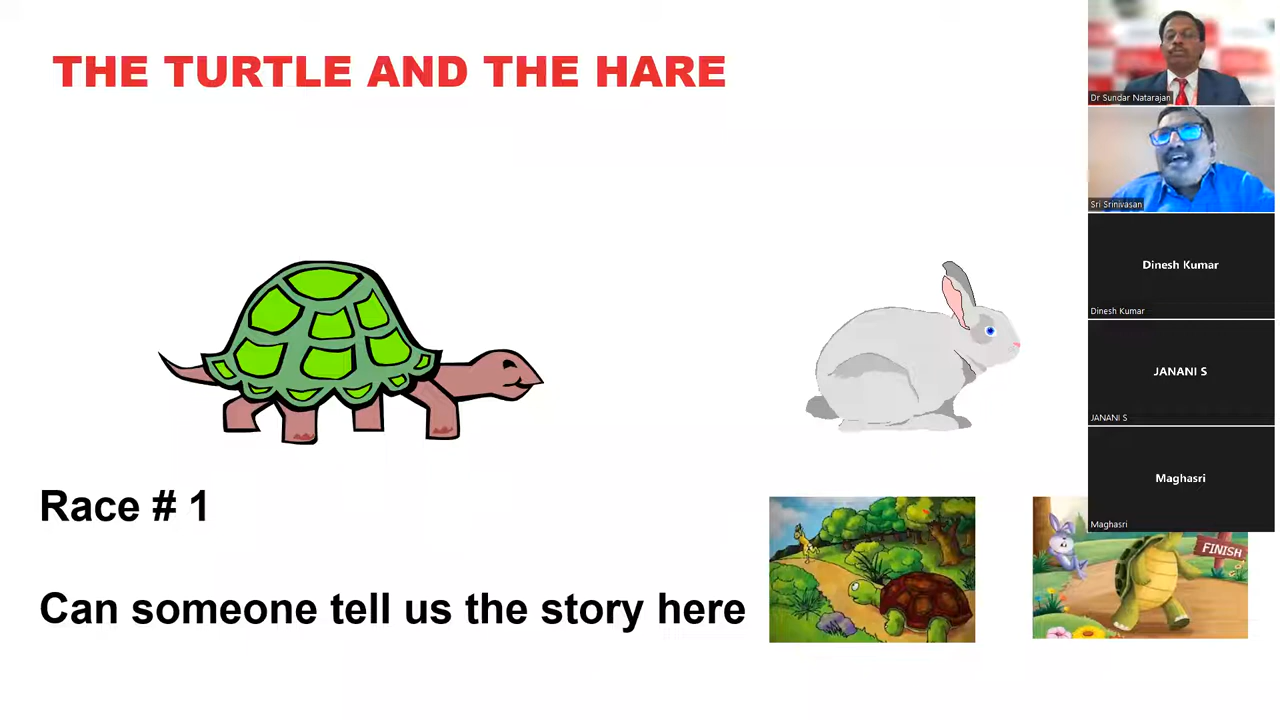 THE TURTLE AND THE HARE
Race # 1
Can someone tell us the story here
FINISH
Dr Sundar Natarajan
Sri Srinivasan
Dinesh Kumar
Dinesh Kumar
JANANI S
JANANI S
Maghasri
Maghasri